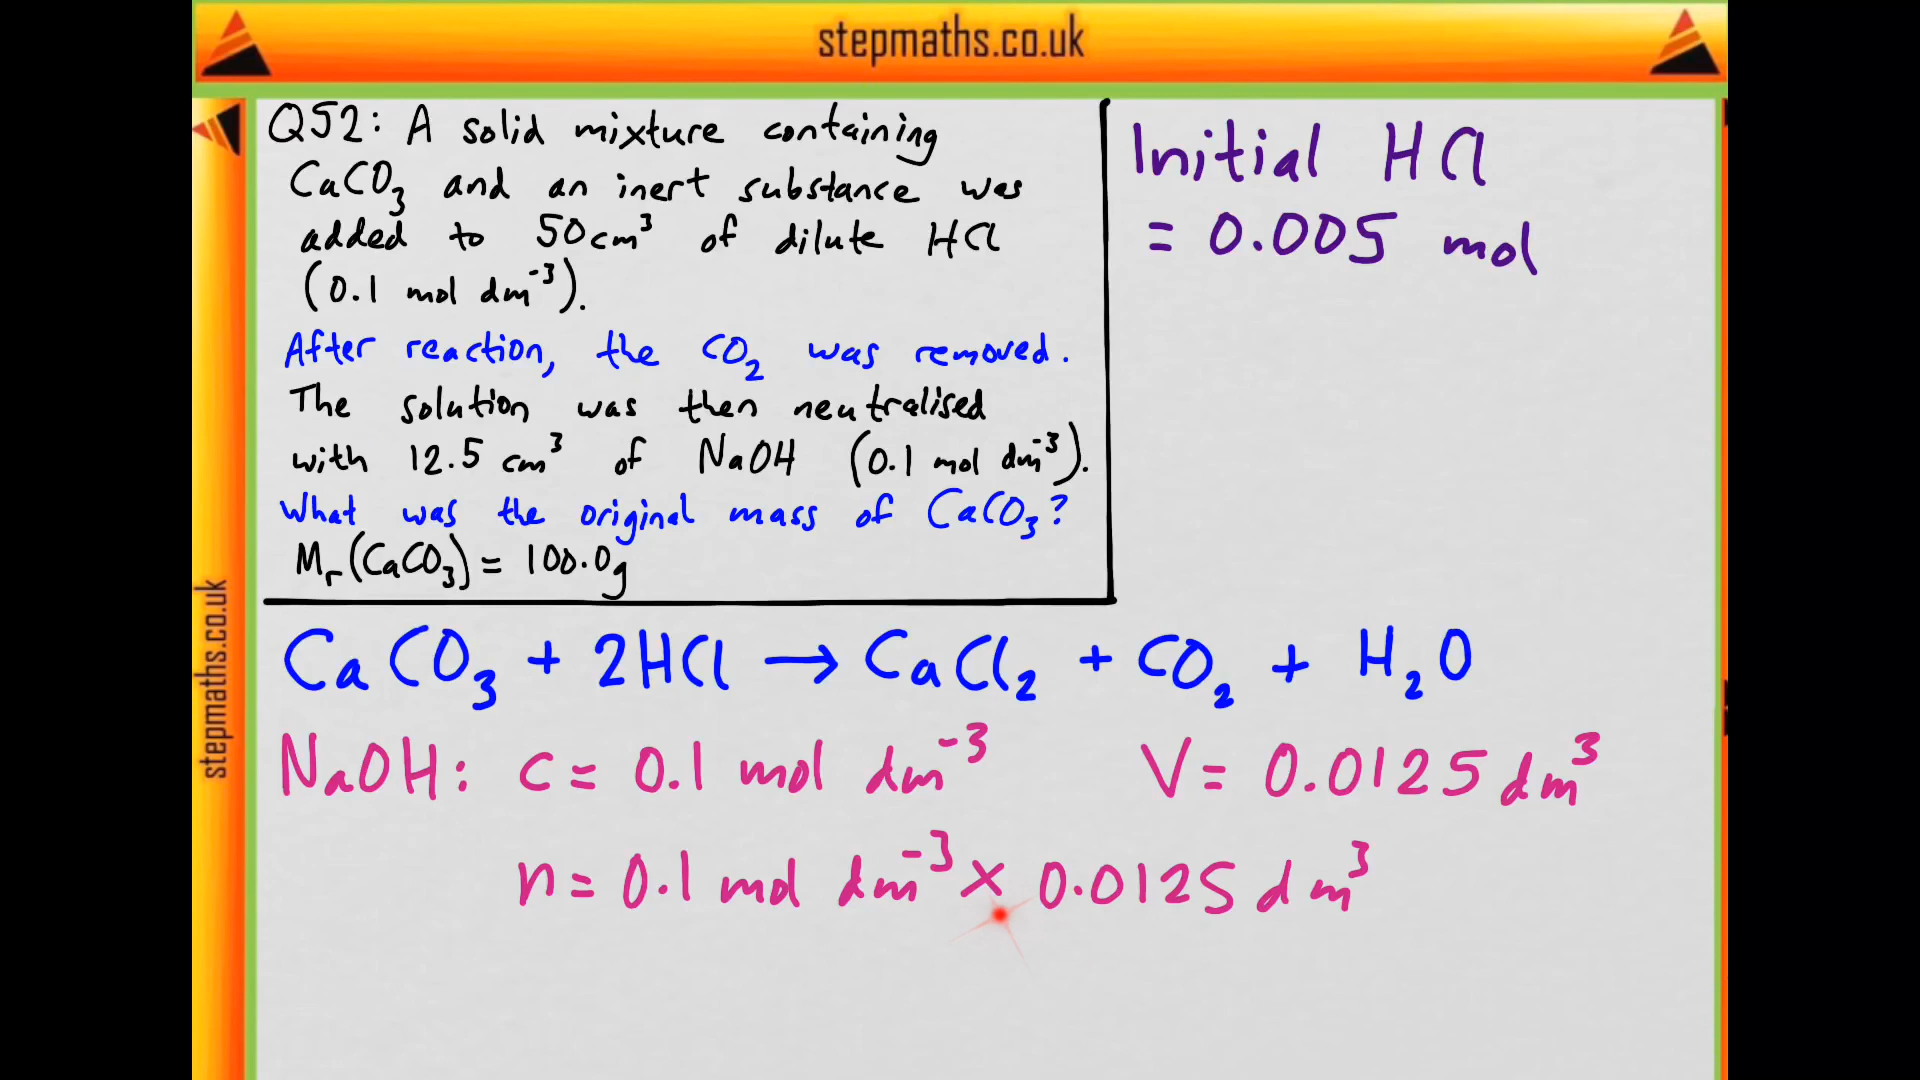 stepmaths.co.uk
stepmaths.co.uk
Q52: A solid mixture containing
CaCO₃ and an inert substance was
added to 50cm³ of dilute HCl
(0.1 mol dm⁻³).
After reaction, the CO₂ was removed.
The solution was then neutralised
with 12.5 cm³ of NaOH (0.1 mol dm⁻³).
What was the original mass of CaCO₃?
Mᵣ(CaCO₃) = 100.0g
Initial HCl
= 0.005 mol
CaCO₃ + 2HCl → CaCl₂ + CO₂ + H₂O
NaOH: c = 0.1 mol dm⁻³ V = 0.0125 dm³
n = 0.1 mol dm⁻³ × 0.0125 dm³